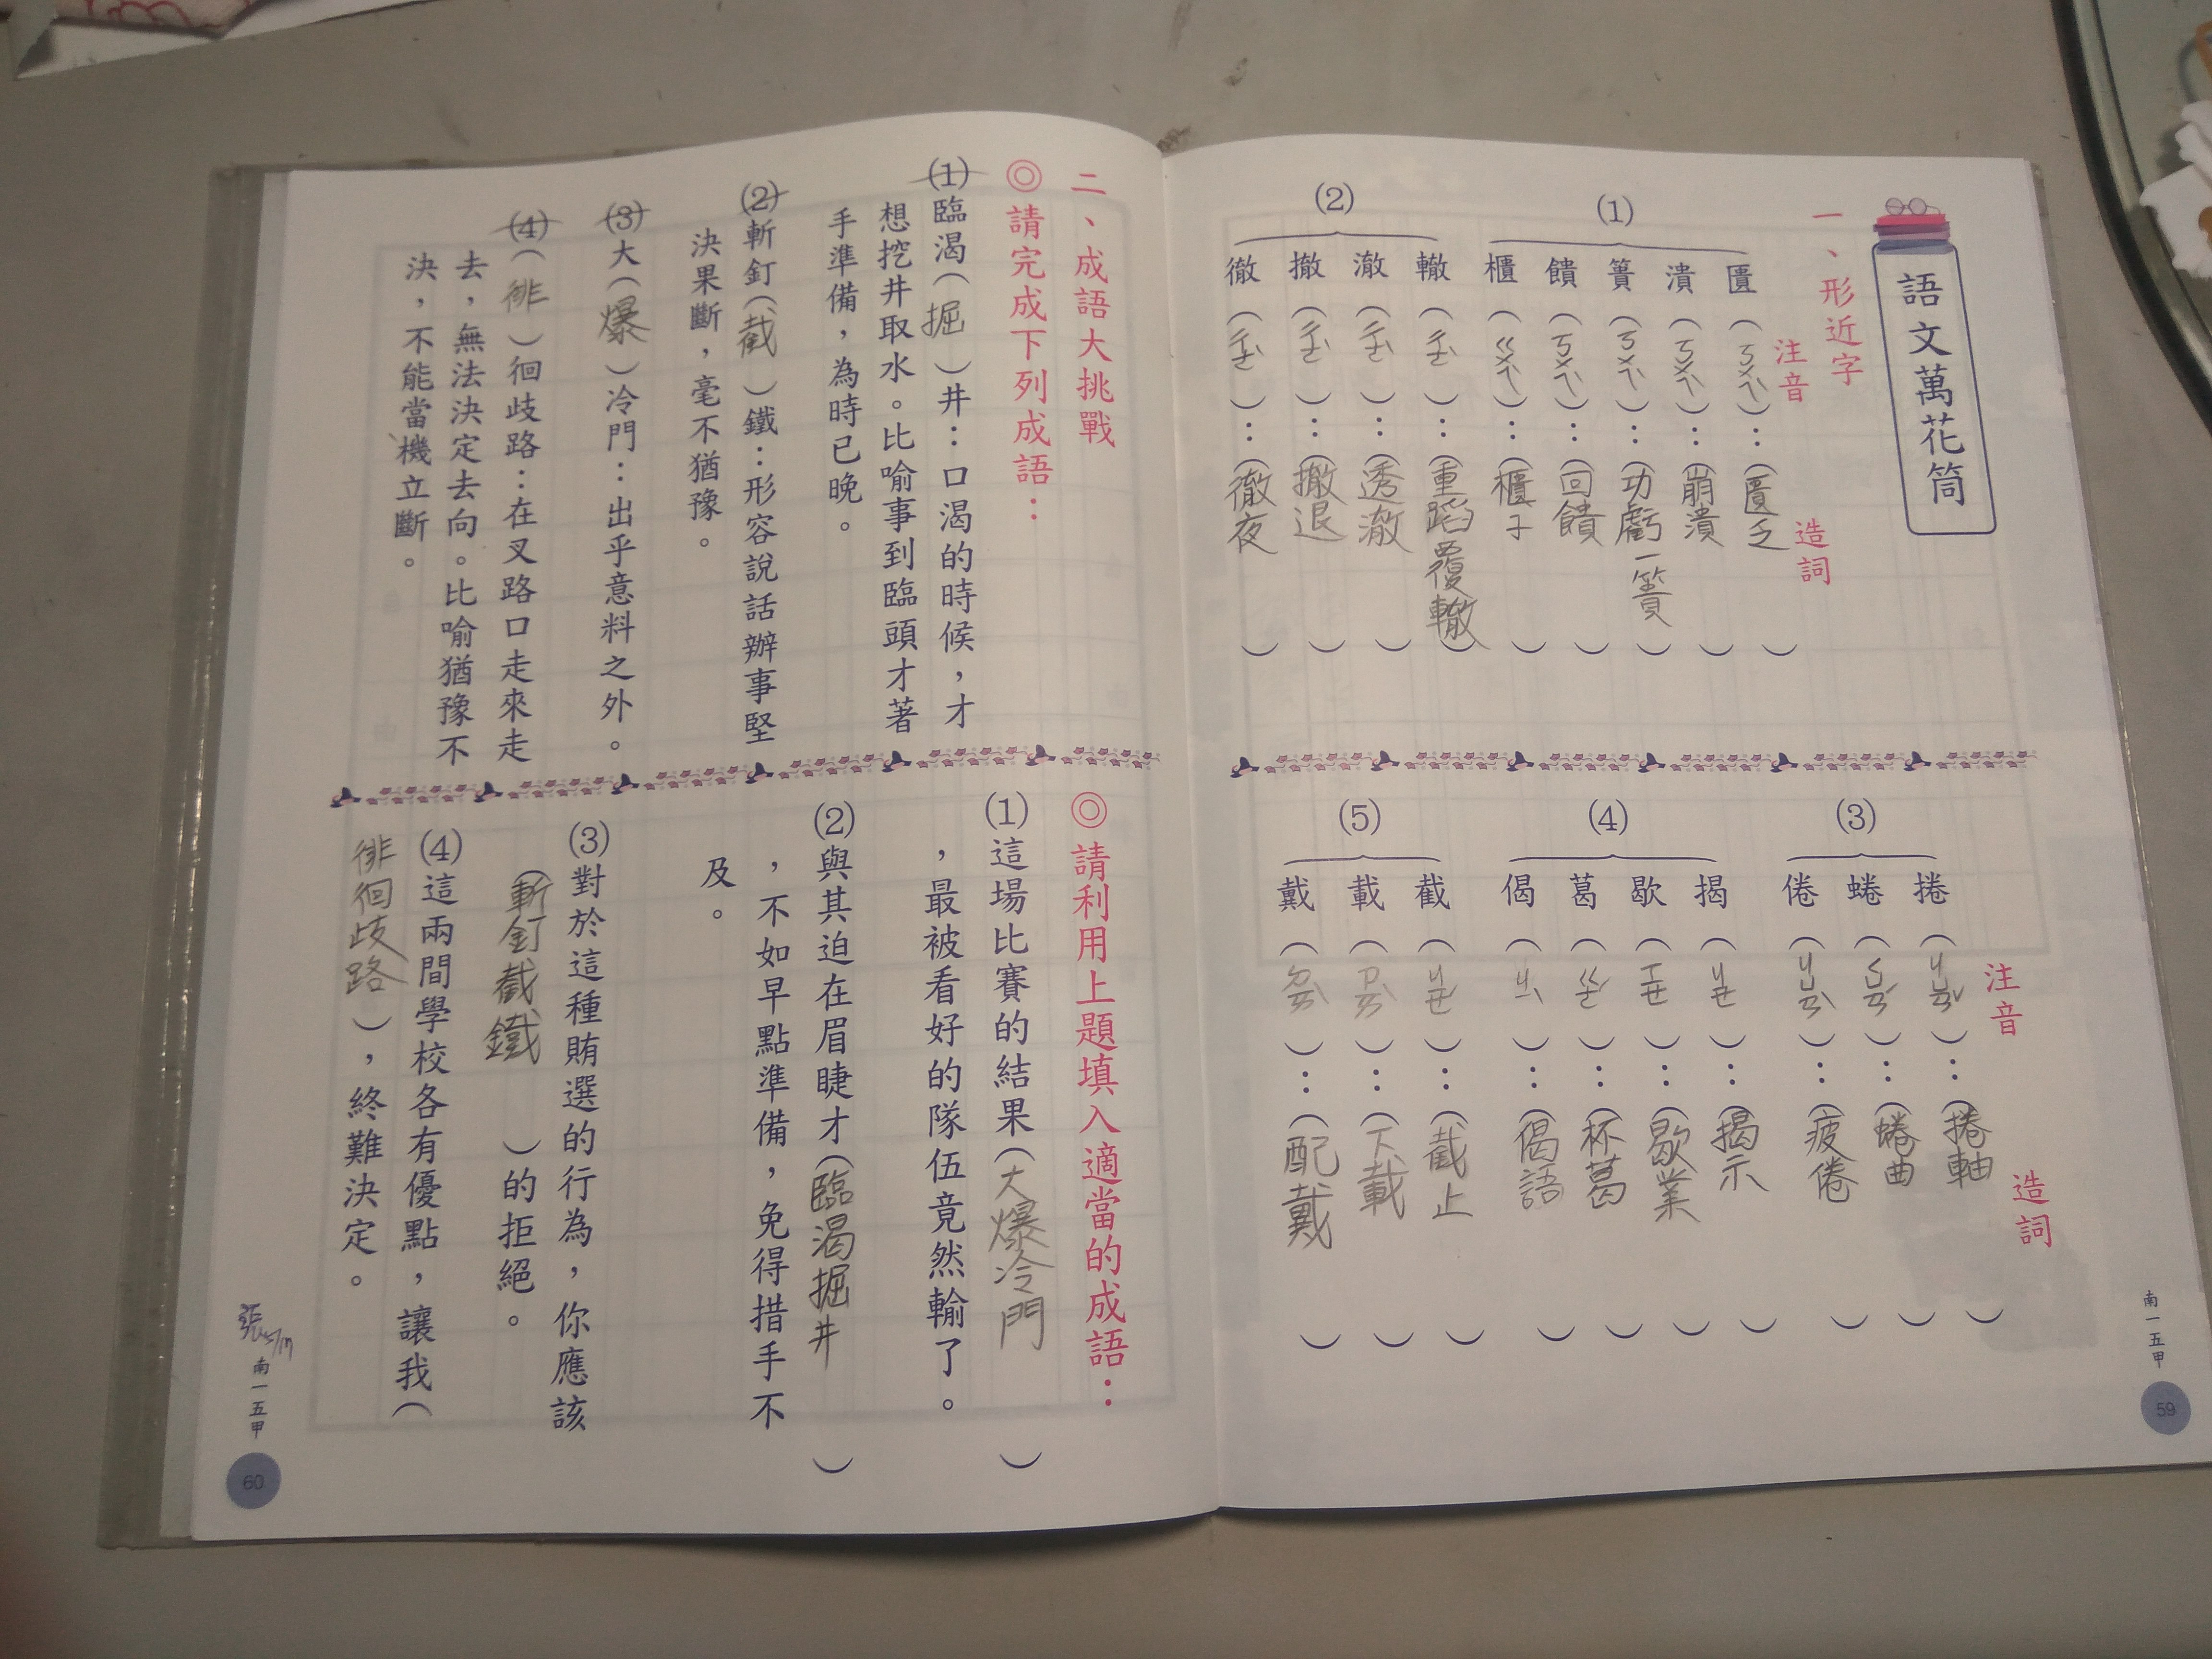 語文萬花筒
一、形近字
注音
造詞
(1)
匱(ㄎㄨㄟˋ):(匱乏)
潰(ㄎㄨㄟˋ):(崩潰)
簣(ㄎㄨㄟˋ):(功虧一簣)
饋(ㄎㄨㄟˋ):(回饋)
櫃(ㄍㄨㄟˋ):(櫃子)
(2)
轍(ㄔㄜˋ):(重蹈覆轍)
澈(ㄔㄜˋ):(透澈)
撤(ㄔㄜˋ):(撤退)
徹(ㄔㄜˋ):(徹夜)
注音
造詞
(3)
捲(ㄐㄩㄢˇ):(捲軸)
蜷(ㄑㄩㄢˊ):(蜷曲)
倦(ㄐㄩㄢˋ):(疲倦)
(4)
揭(ㄐㄧㄝ):(揭示)
歇(ㄒㄧㄝ):(歇業)
葛(ㄍㄜˊ):(杯葛)
偈(ㄐㄧˋ):(偈語)
(5)
截(ㄐㄧㄝˊ):(截止)
載(ㄗㄞˋ):(下載)
戴(ㄉㄞˋ):(配戴)
南一五甲
59
二、成語大挑戰
◎請完成下列成語:
(1)臨渴(掘)井:口渴的時候,才
想挖井取水。比喻事到臨頭才著
手準備,為時已晚。
(2)斬釘(截)鐵:形容說話辦事堅
決果斷,毫不猶豫。
(3)大(爆)冷門:出乎意料之外。
(4)(徘)徊歧路:在叉路口走來走
去,無法決定去向。比喻猶豫不
決,不能當機立斷。
◎請利用上題填入適當的成語:
(1)這場比賽的結果(大爆冷門)
,最被看好的隊伍竟然輸了。
(2)與其迫在眉睫才(臨渴掘井)
,不如早點準備,免得措手不
及。
(3)對於這種賄選的行為,你應該
(斬釘截鐵)的拒絕。
(4)這兩間學校各有優點,讓我(
徘徊歧路),終難決定。
張5/17
南一五甲
60